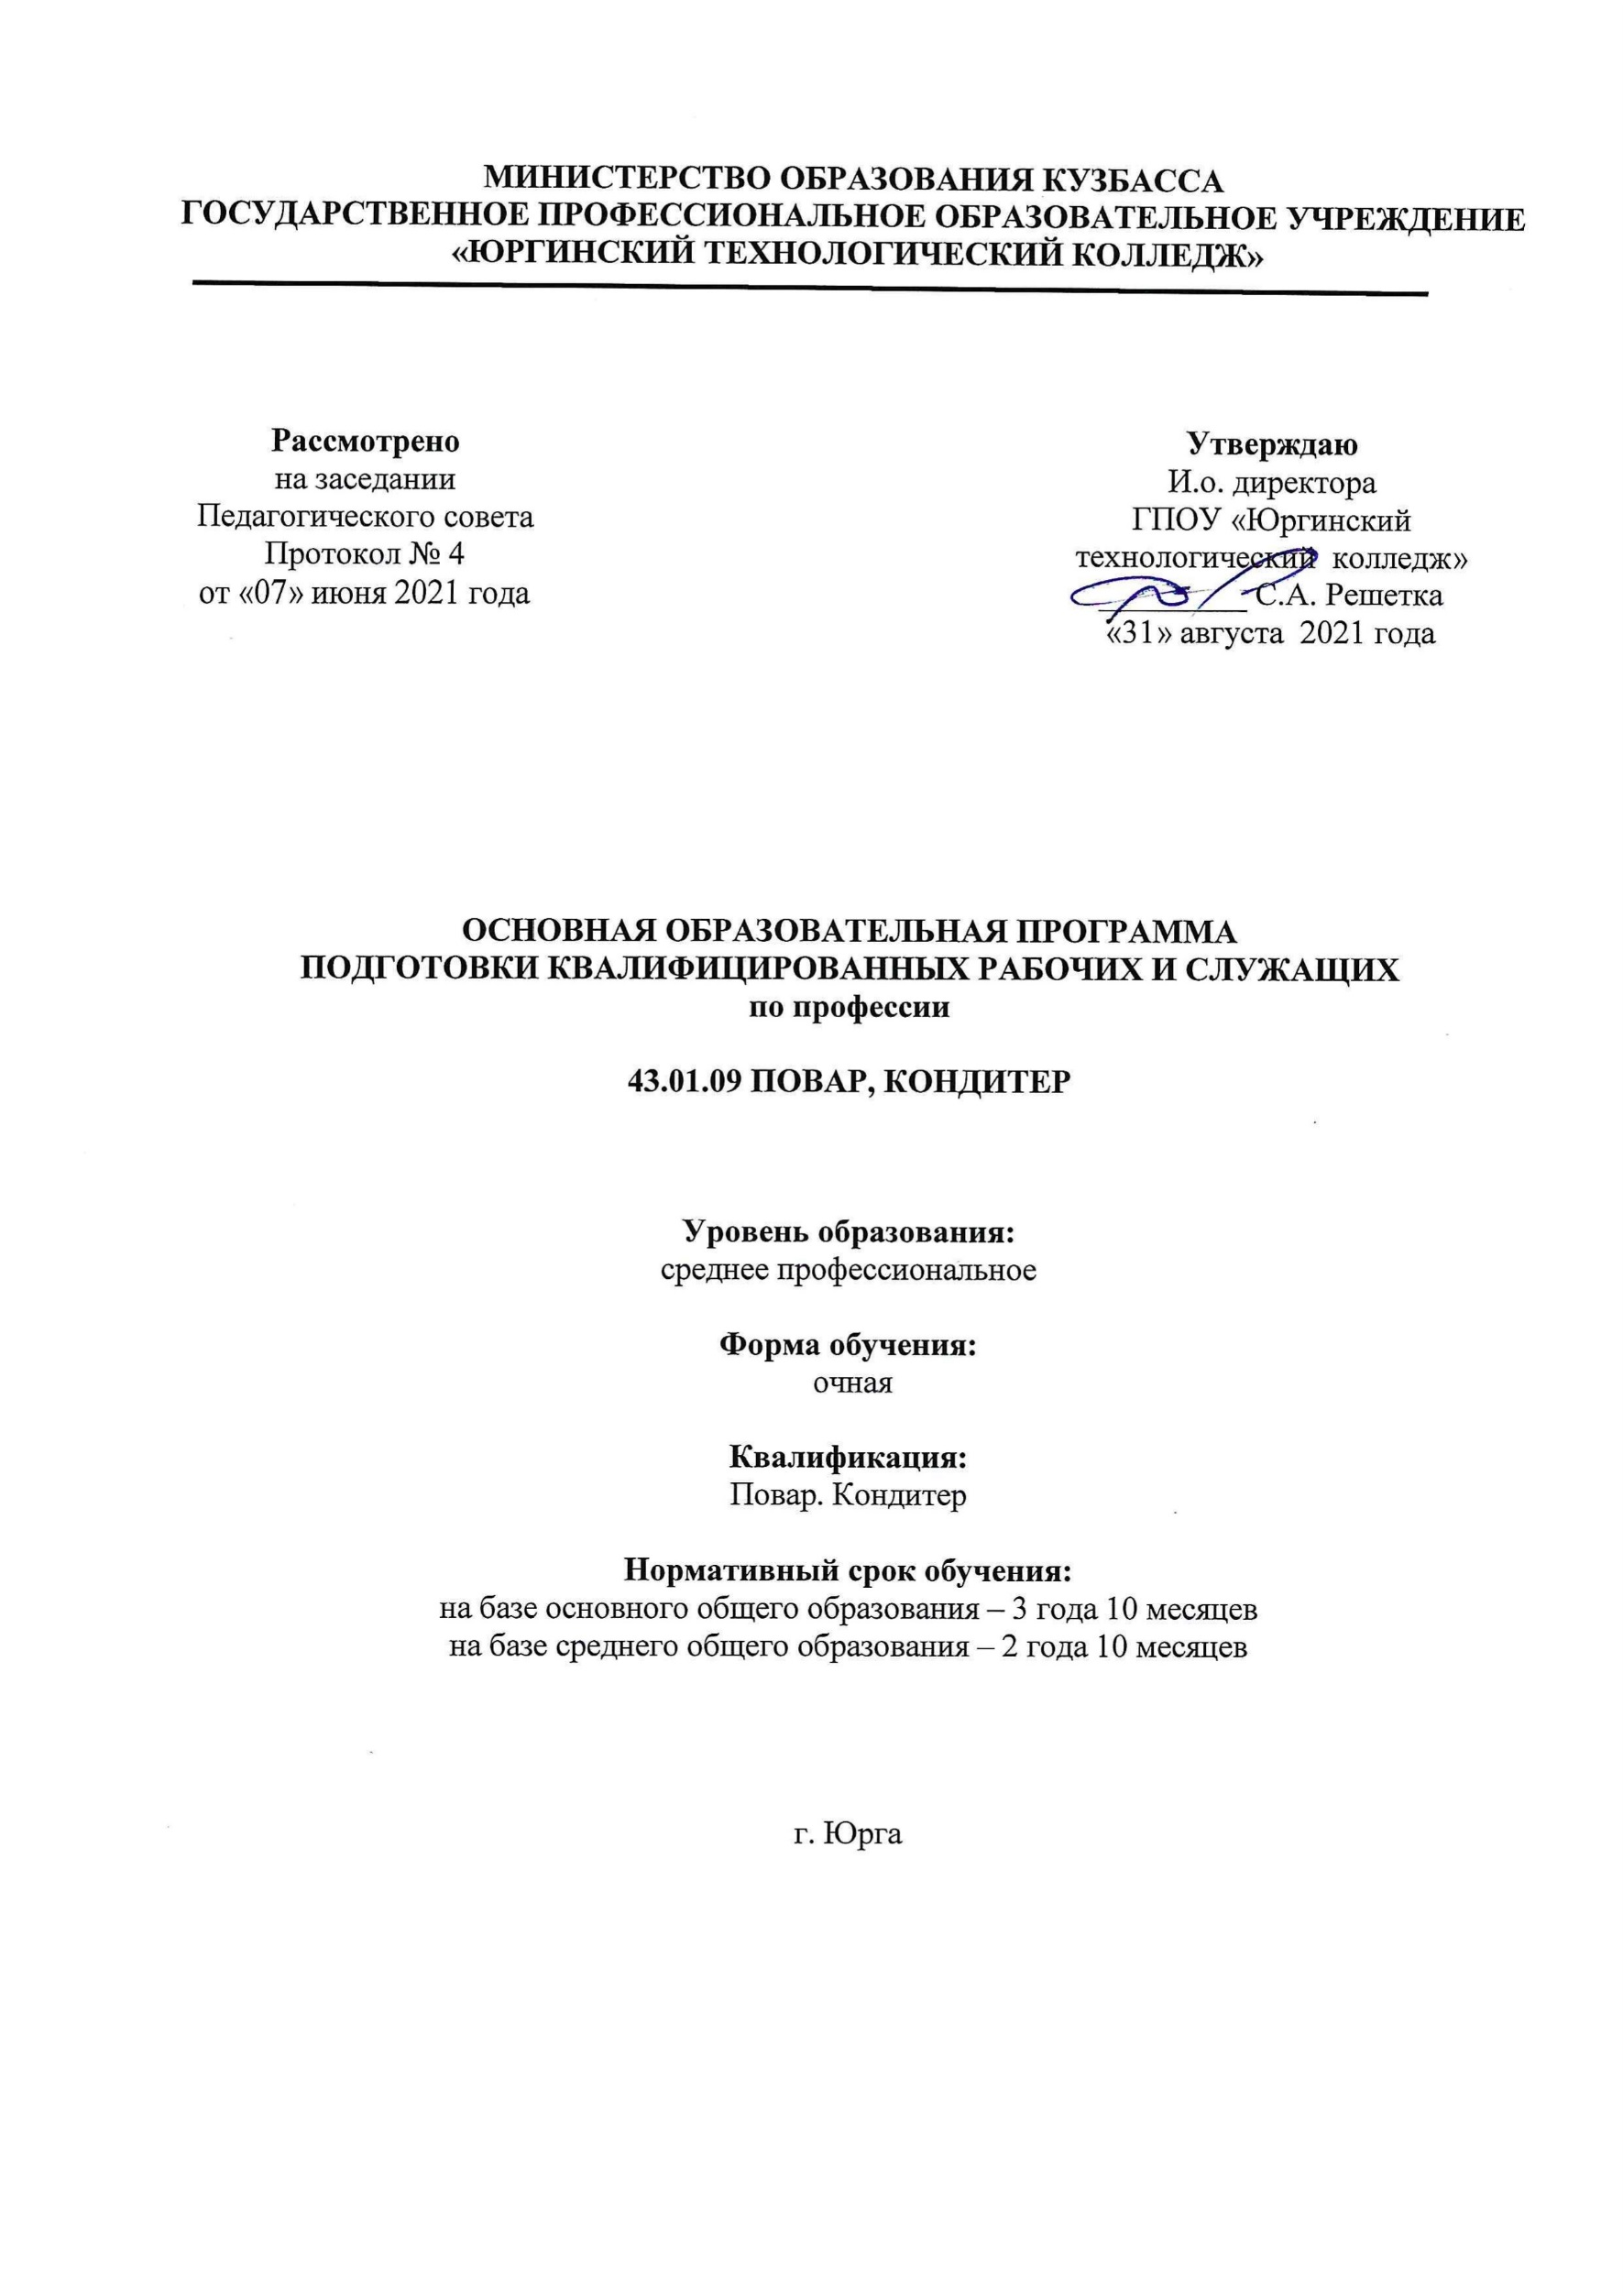 МИНИСТЕРСТВО ОБРАЗОВАНИЯ КУЗБАССА
ГОСУДАРСТВЕННОЕ ПРОФЕССИОНАЛЬНОЕ ОБРАЗОВАТЕЛЬНОЕ УЧРЕЖДЕНИЕ
«ЮРГИНСКИЙ ТЕХНОЛОГИЧЕСКИЙ КОЛЛЕДЖ»
Рассмотрено
на заседании
Педагогического совета
Протокол № 4
от «07» июня 2021 года
Утверждаю
И.о. директора
ГПОУ «Юргинский
технологический колледж»
С.А. Решетка
«31» августа 2021 года
ОСНОВНАЯ ОБРАЗОВАТЕЛЬНАЯ ПРОГРАММА
ПОДГОТОВКИ КВАЛИФИЦИРОВАННЫХ РАБОЧИХ И СЛУЖАЩИХ
по профессии
43.01.09 ПОВАР, КОНДИТЕР
Уровень образования:
среднее профессиональное
Форма обучения:
очная
Квалификация:
Повар. Кондитер
Нормативный срок обучения:
на базе основного общего образования – 3 года 10 месяцев
на базе среднего общего образования – 2 года 10 месяцев
г. Юрга